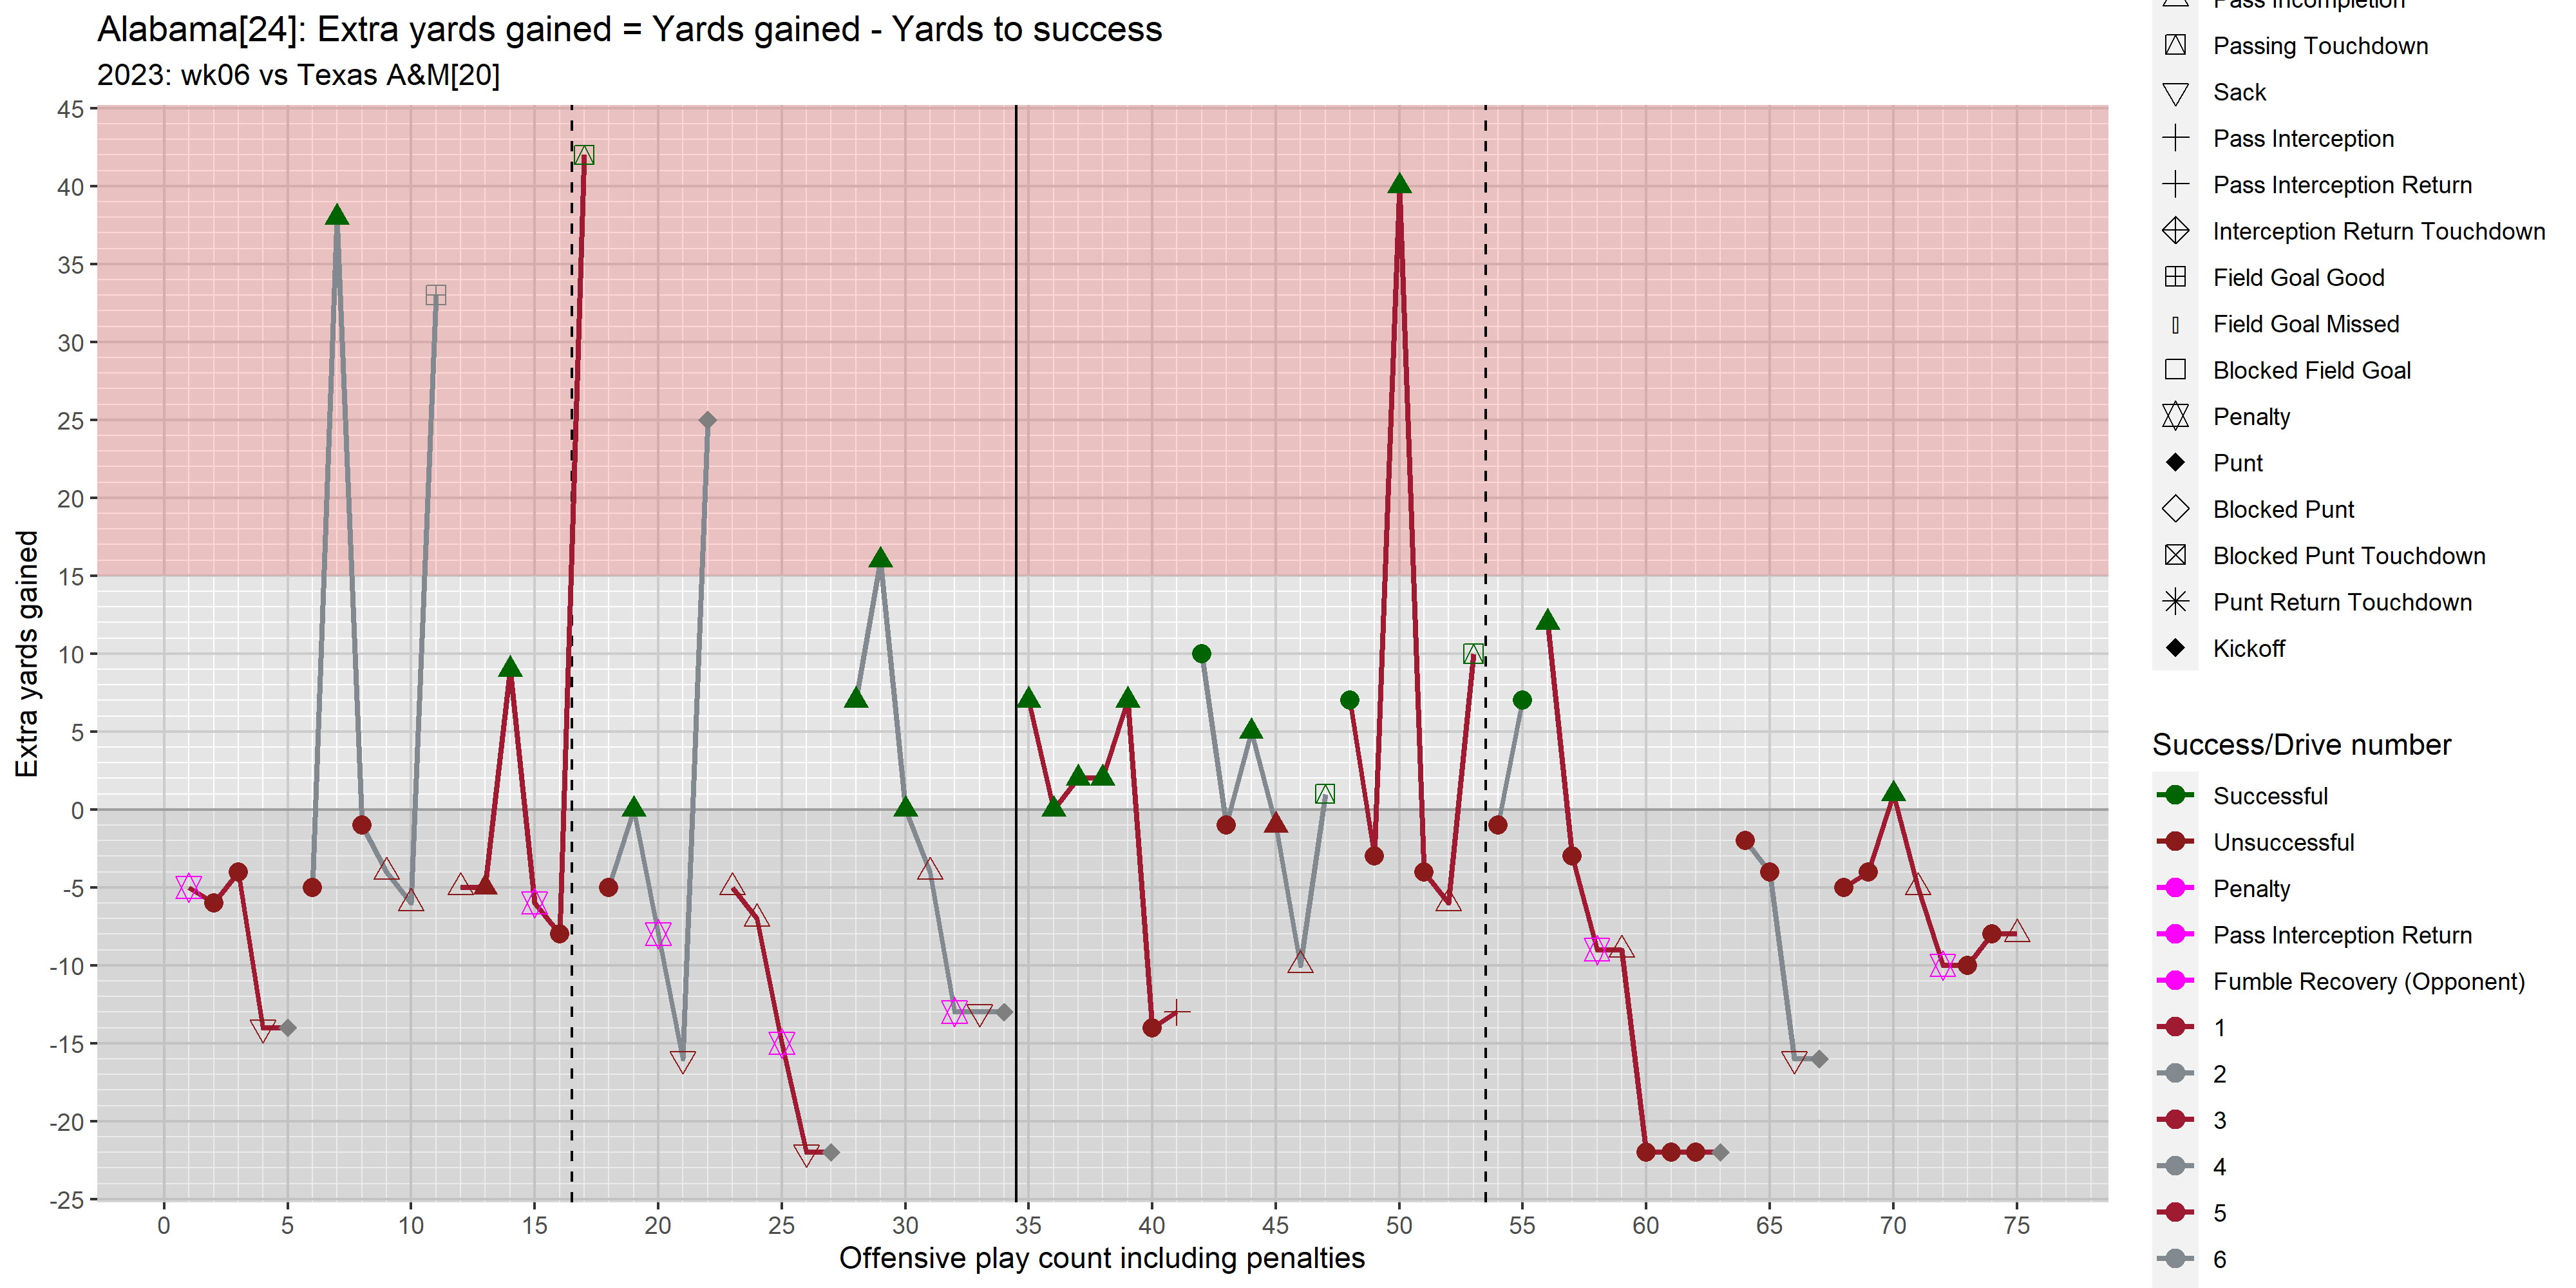 Alabama[24]: Extra yards gained = Yards gained - Yards to success
2023: wk06 vs Texas A&M[20]
Extra yards gained
45
40
35
30
25
20
15
10
5
0
-5
-10
-15
-20
-25
0 5 10 15 20 25 30 35 40 45 50 55 60 65 70 75
Offensive play count including penalties
Pass Incompletion
Passing Touchdown
Sack
Pass Interception
Pass Interception Return
Interception Return Touchdown
Field Goal Good
Field Goal Missed
Blocked Field Goal
Penalty
Punt
Blocked Punt
Blocked Punt Touchdown
Punt Return Touchdown
Kickoff
Success/Drive number
Successful
Unsuccessful
Penalty
Pass Interception Return
Fumble Recovery (Opponent)
1
2
3
4
5
6